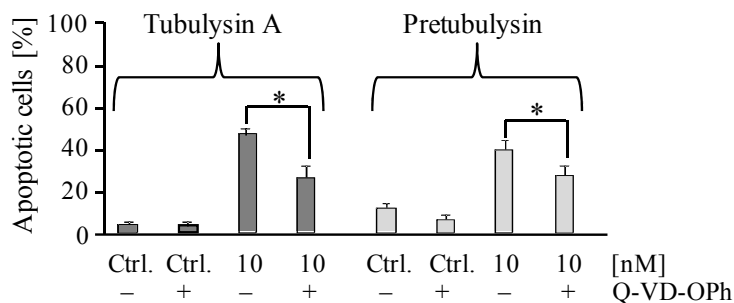 Tubulysin A Pretubulysin
Apoptotic cells [%]
100
80
60
40
20
0
* *
Ctrl. Ctrl. 10 10 Ctrl. Ctrl. 10 10 [nM]
– + – + – + – + Q-VD-OPh